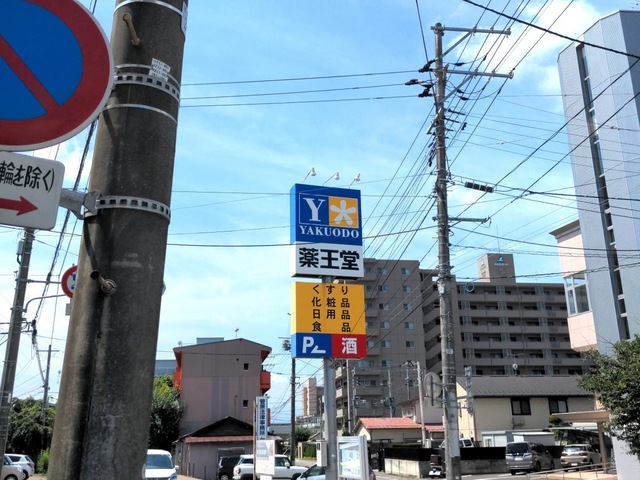 輪を除く)
Y
YAKUODO
薬王堂
くすり
化粧品
日用品
食品
P 酒